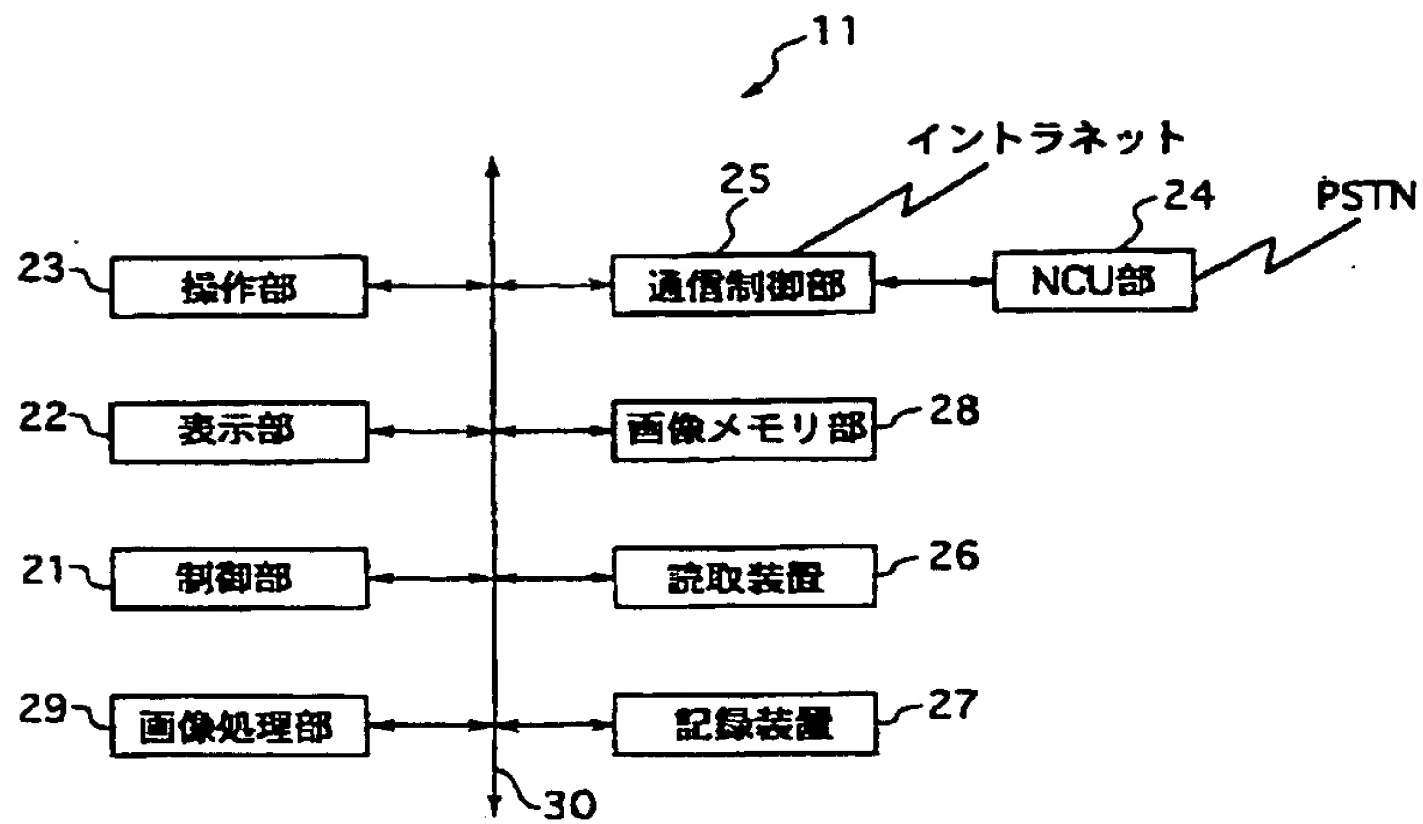 11
イントラネット
25
24
PSTN
23
操作部
通信制御部
NCU部
22
表示部
画像メモリ部
28
21
制御部
読取装置
26
29
画像処理部
記録装置
27
30